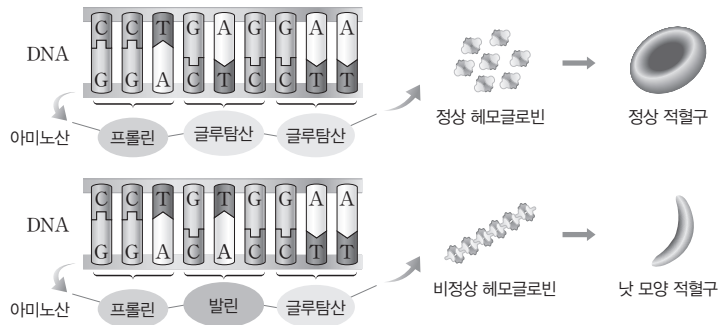 C C T G A G G A A
DNA
G G A C T C C T T
아미노산 프롤린 글루탐산 글루탐산
정상 헤모글로빈 정상 적혈구
C C T G T G G A A
DNA
G G A C A C C T T
아미노산 프롤린 발린 글루탐산
비정상 헤모글로빈 낫 모양 적혈구